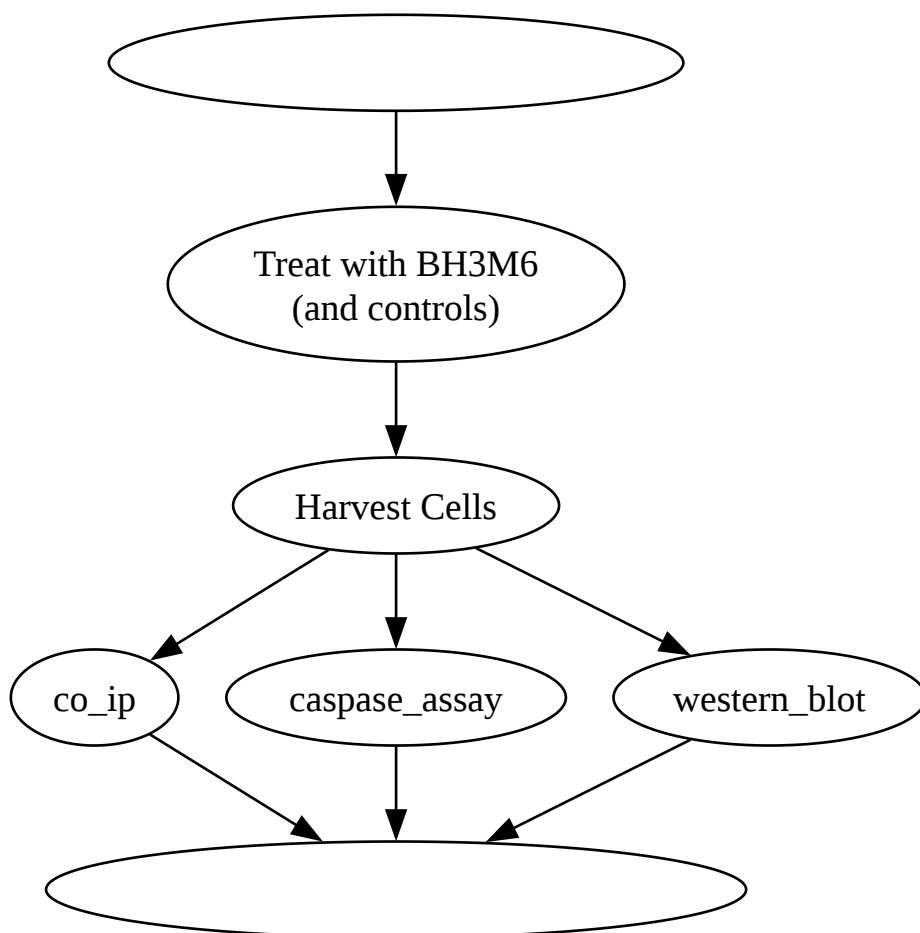 Treat with BH3M6
(and controls)
Harvest Cells
co_ip
caspase_assay
western_blot